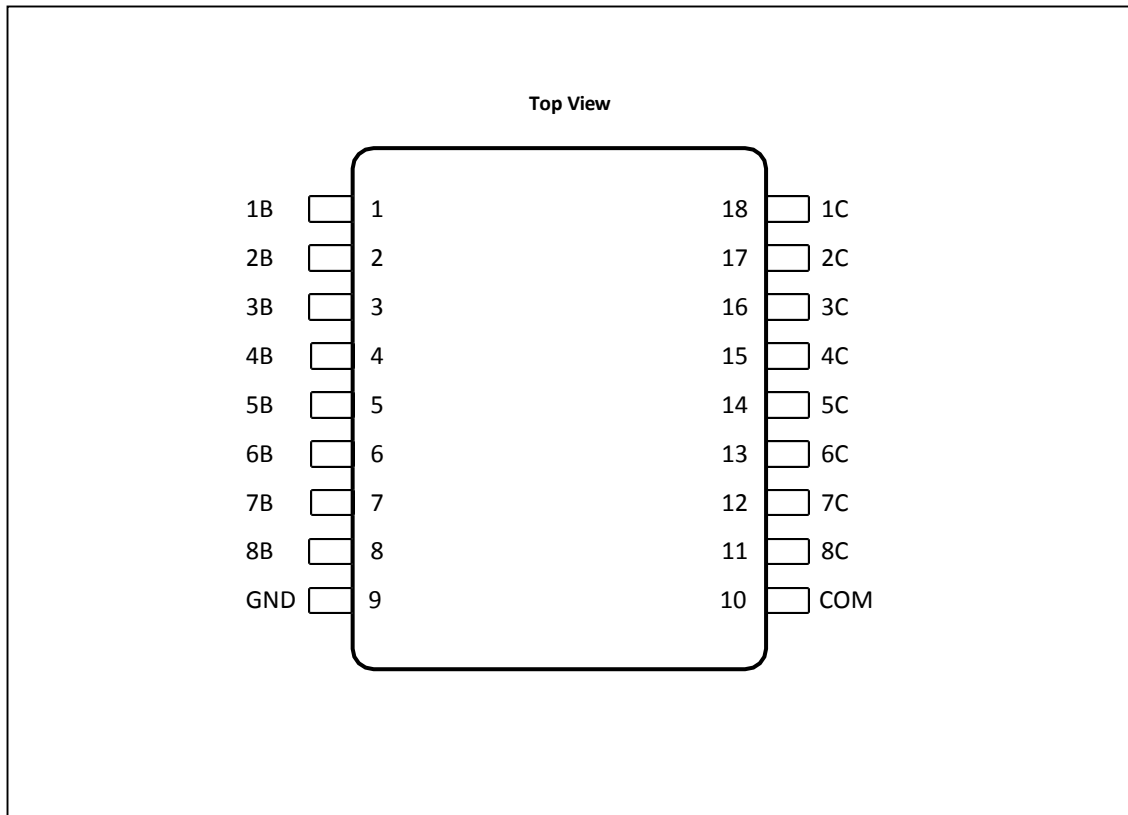 Top View
1B 1 18 1C
2B 2 17 2C
3B 3 16 3C
4B 4 15 4C
5B 5 14 5C
6B 6 13 6C
7B 7 12 7C
8B 8 11 8C
GND 9 10 COM